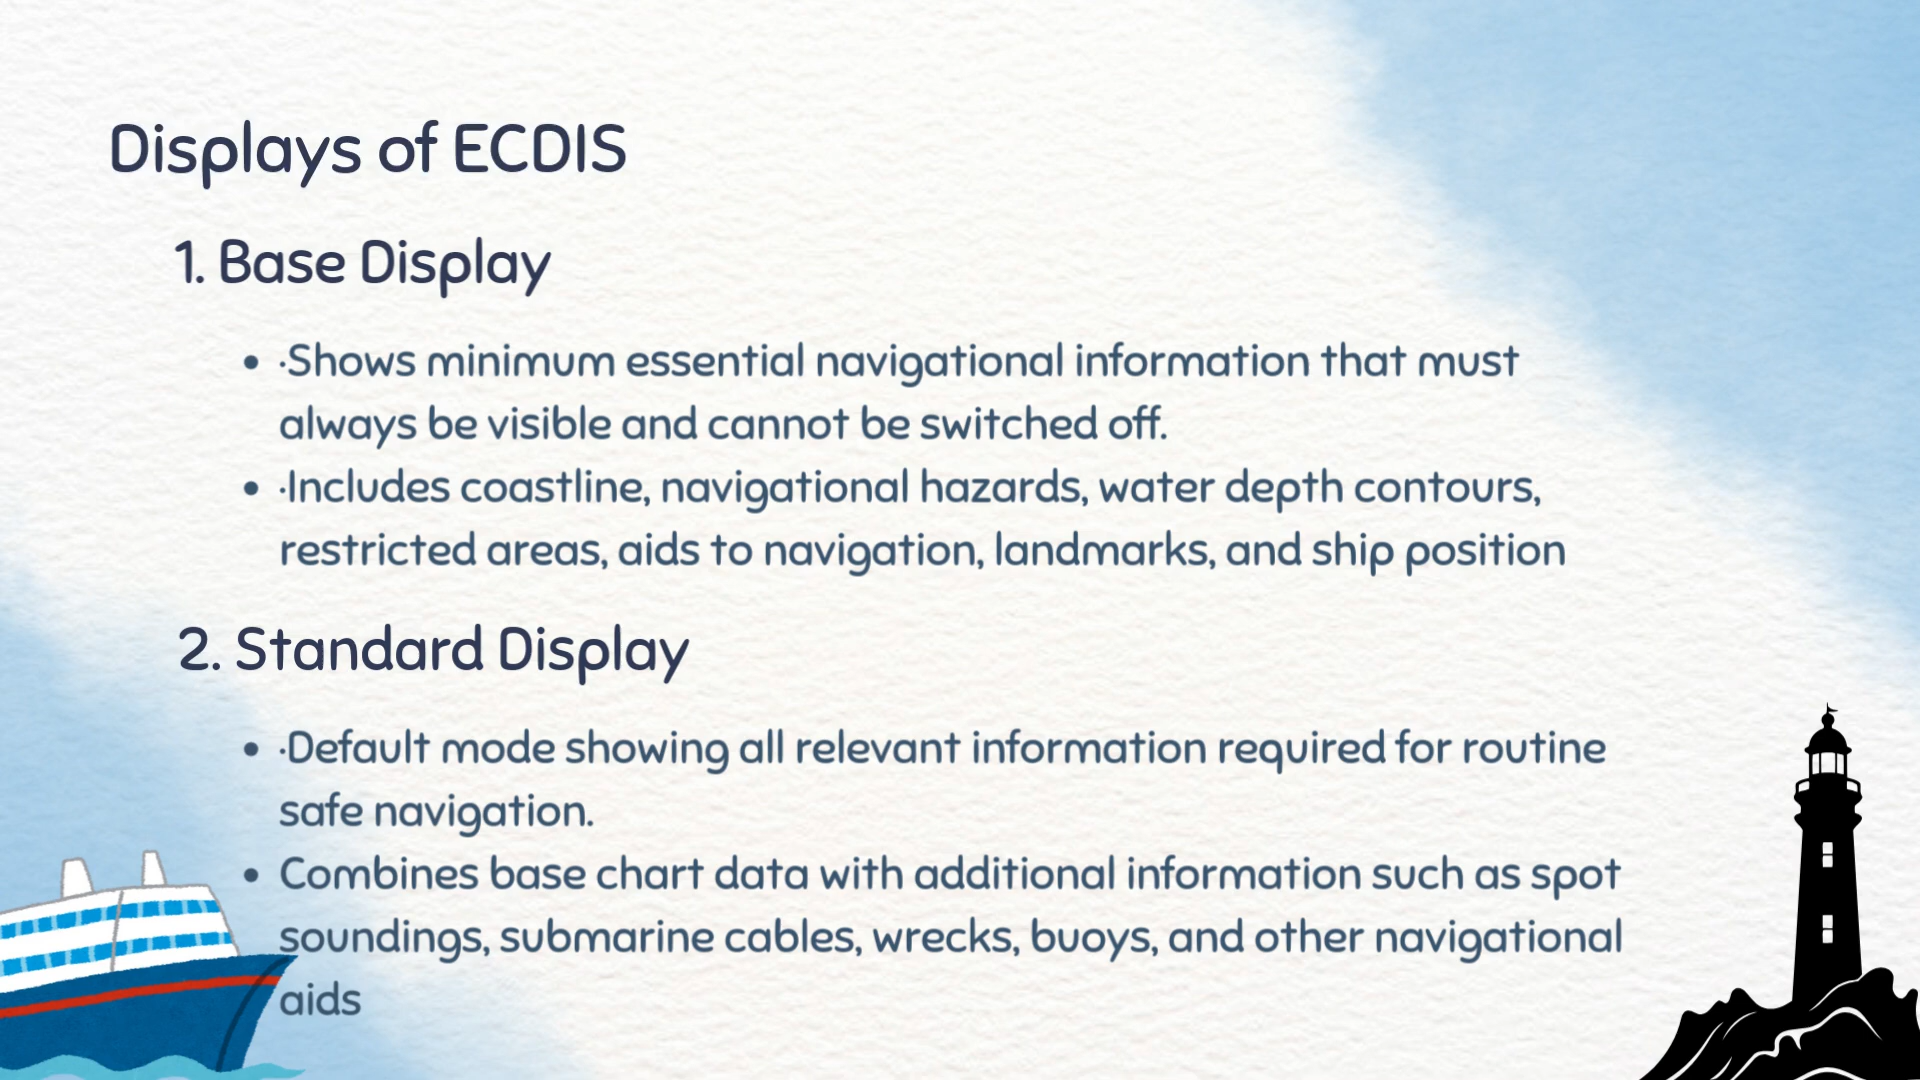 Displays of ECDIS
1. Base Display
• ·Shows minimum essential navigational information that must
always be visible and cannot be switched off.
• ·Includes coastline, navigational hazards, water depth contours,
restricted areas, aids to navigation, landmarks, and ship position
2. Standard Display
• ·Default mode showing all relevant information required for routine
safe navigation.
• Combines base chart data with additional information such as spot
soundings, submarine cables, wrecks, buoys, and other navigational
aids